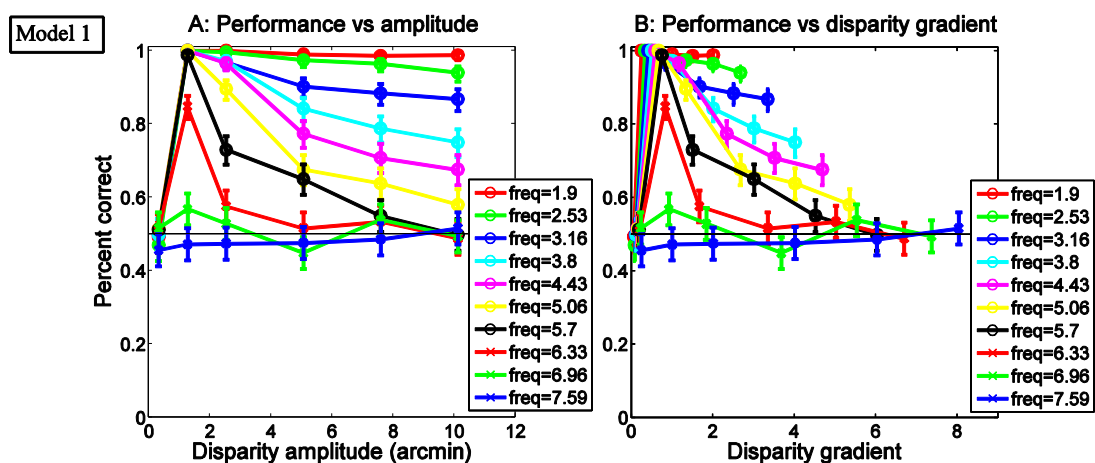 Model 1
A: Performance vs amplitude
B: Performance vs disparity gradient
Percent correct
1
0.8
0.6
0.4
0.2
0
0 2 4 6 8 10 12
Disparity amplitude (arcmin)
freq=1.9
freq=2.53
freq=3.16
freq=3.8
freq=4.43
freq=5.06
freq=5.7
freq=6.33
freq=6.96
freq=7.59
1
0.8
0.6
0.4
0.2
0
0 2 4 6 8
Disparity gradient
freq=1.9
freq=2.53
freq=3.16
freq=3.8
freq=4.43
freq=5.06
freq=5.7
freq=6.33
freq=6.96
freq=7.59